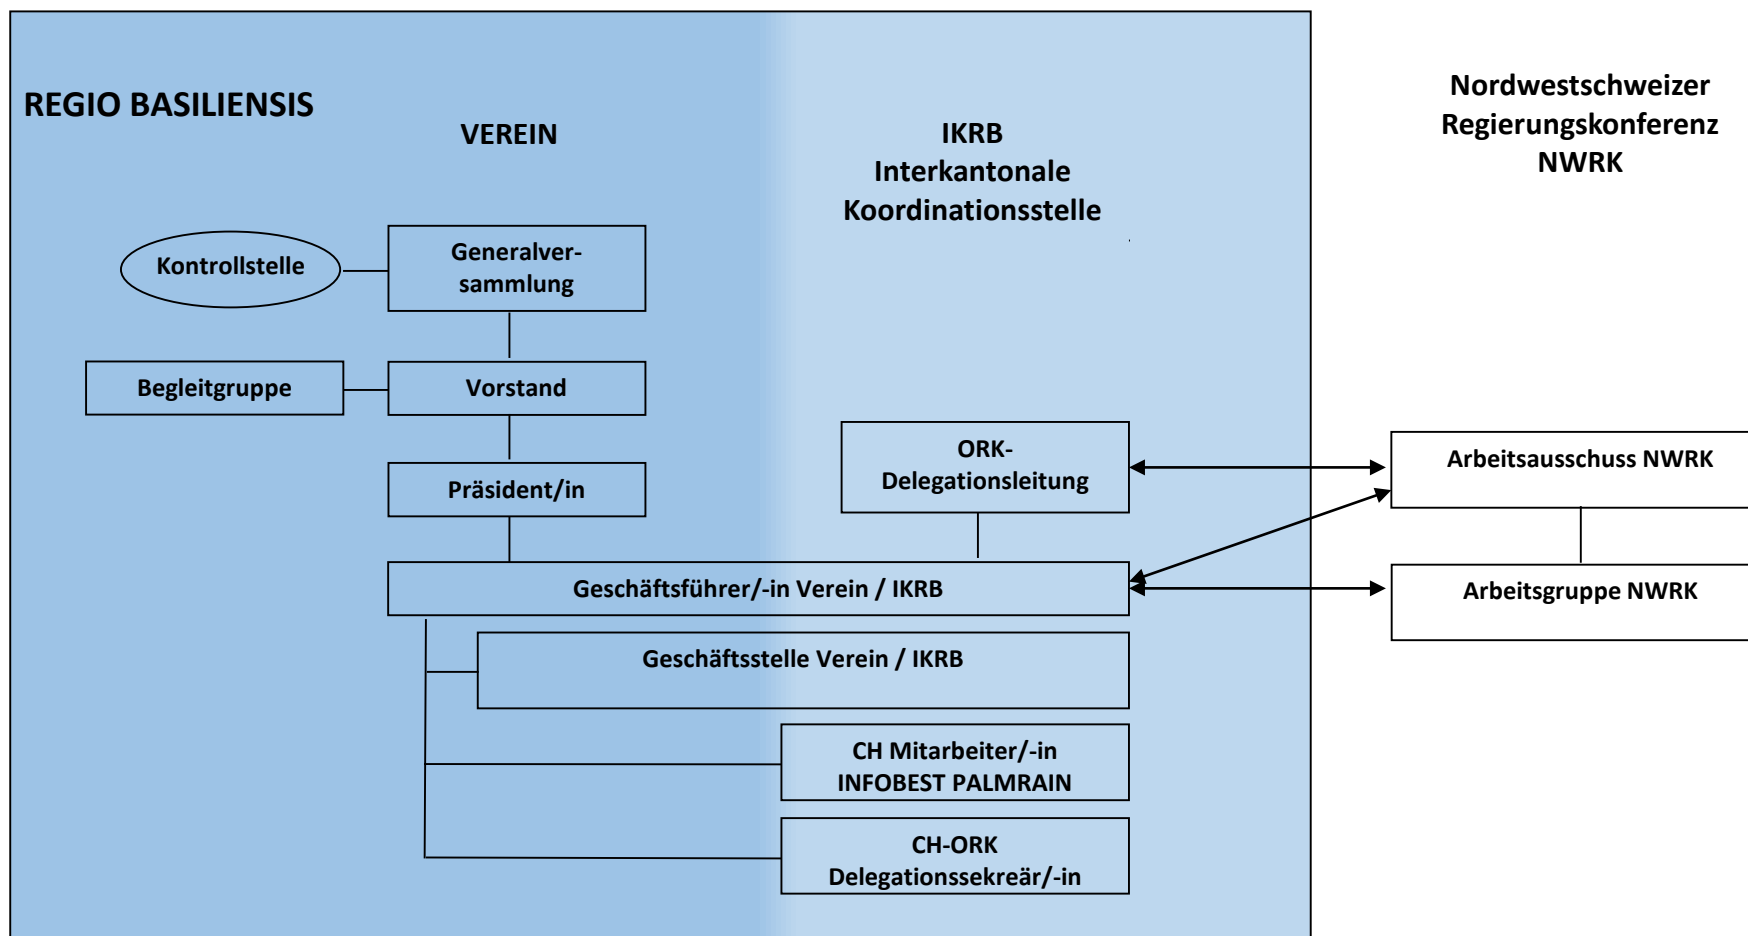 REGIO BASILIENSIS
VEREIN
IKRB
Interkantonale
Koordinationsstelle
Nordwestschweizer
Regierungskonferenz
NWRK
Kontrollstelle
Generalver-
sammlung
Begleitgruppe
Vorstand
Präsident/in
ORK-
Delegationsleitung
Arbeitsausschuss NWRK
Geschäftsführer/-in Verein / IKRB
Arbeitsgruppe NWRK
Geschäftsstelle Verein / IKRB
CH Mitarbeiter/-in
INFOBEST PALMRAIN
CH-ORK
Delegationssekreär/-in